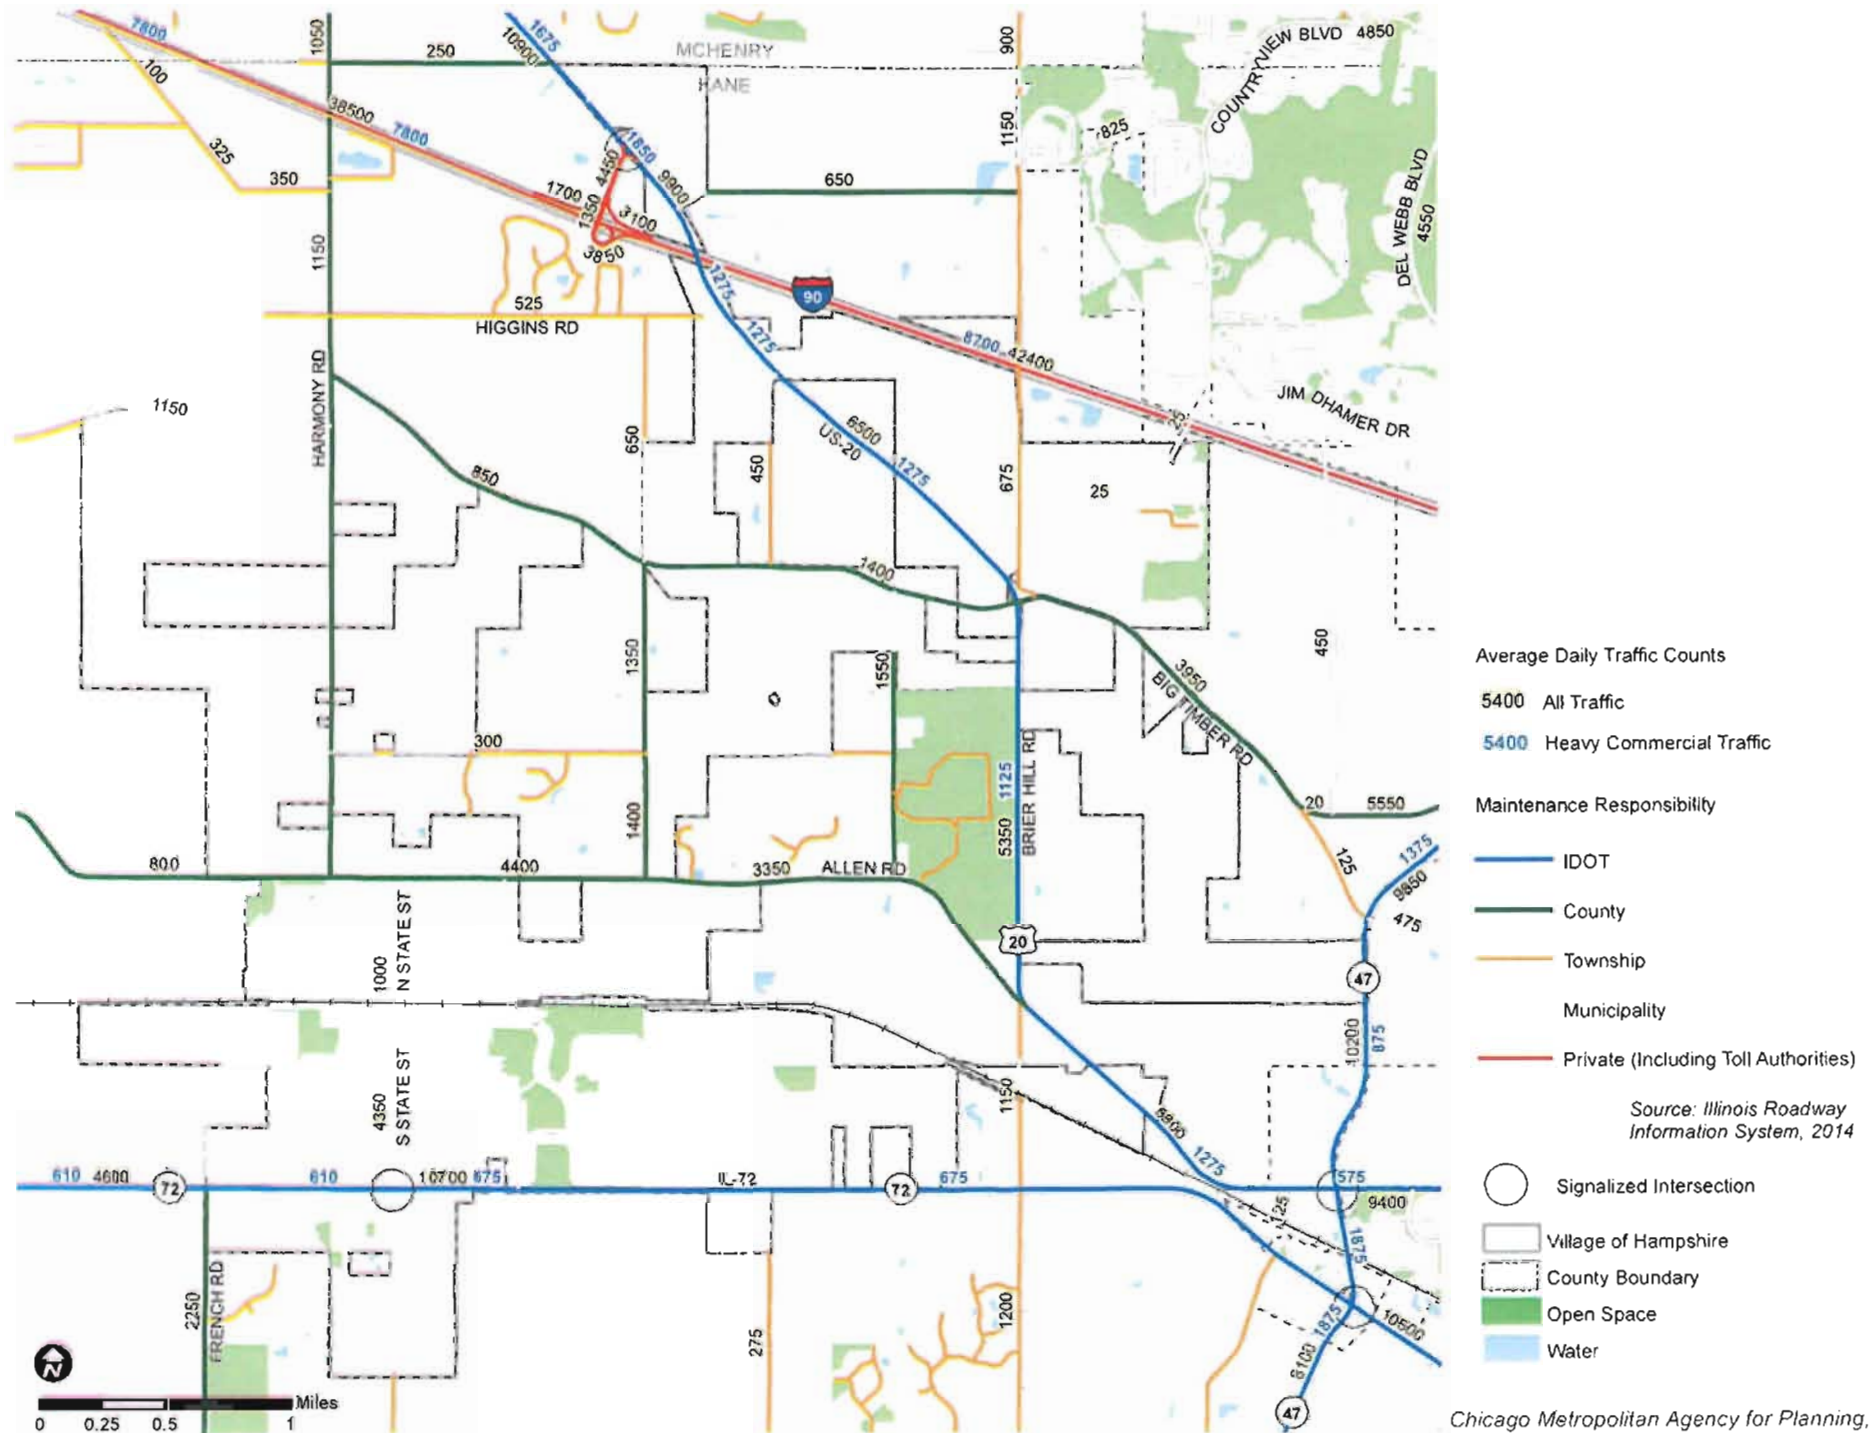 7800
1050
250
1675
10900
MCHENRY
KANE
900
COUNTRYVIEW BLVD 4850
100
38500
7800
1150
825
325
350
1850
4450
9900
1700
1350
3100
3850
650
DEL WEBB BLVD
4550
1150
525
HIGGINS RD
1275
90
1275
8700
42400
HARMONY RD
1150
JIM DHAMER DR
25
650
450
6500
US-20
1275
675
25
850
1400
1350
1550
450
3950
BIG TIMBER RD
300
1400
1125
5350
BRIER HILL RD
20
5550
800
4400
3350
ALLEN RD
125
1375
9850
475
20
47
1000
N STATE ST
10200
875
4350
S STATE ST
1150
6800
1275
610
4600
72
610
10700
675
IL-72
72
675
575
9400
125
1875
2250
FRENCH RD
275
1200
1875
10500
8100
47
N
Miles
0 0.25 0.5 1
Average Daily Traffic Counts
5400 All Traffic
5400 Heavy Commercial Traffic
Maintenance Responsibility
IDOT
County
Township
Municipality
Private (Including Toll Authorities)
Source: Illinois Roadway
Information System, 2014
Signalized Intersection
Village of Hampshire
County Boundary
Open Space
Water
Chicago Metropolitan Agency for Planning,